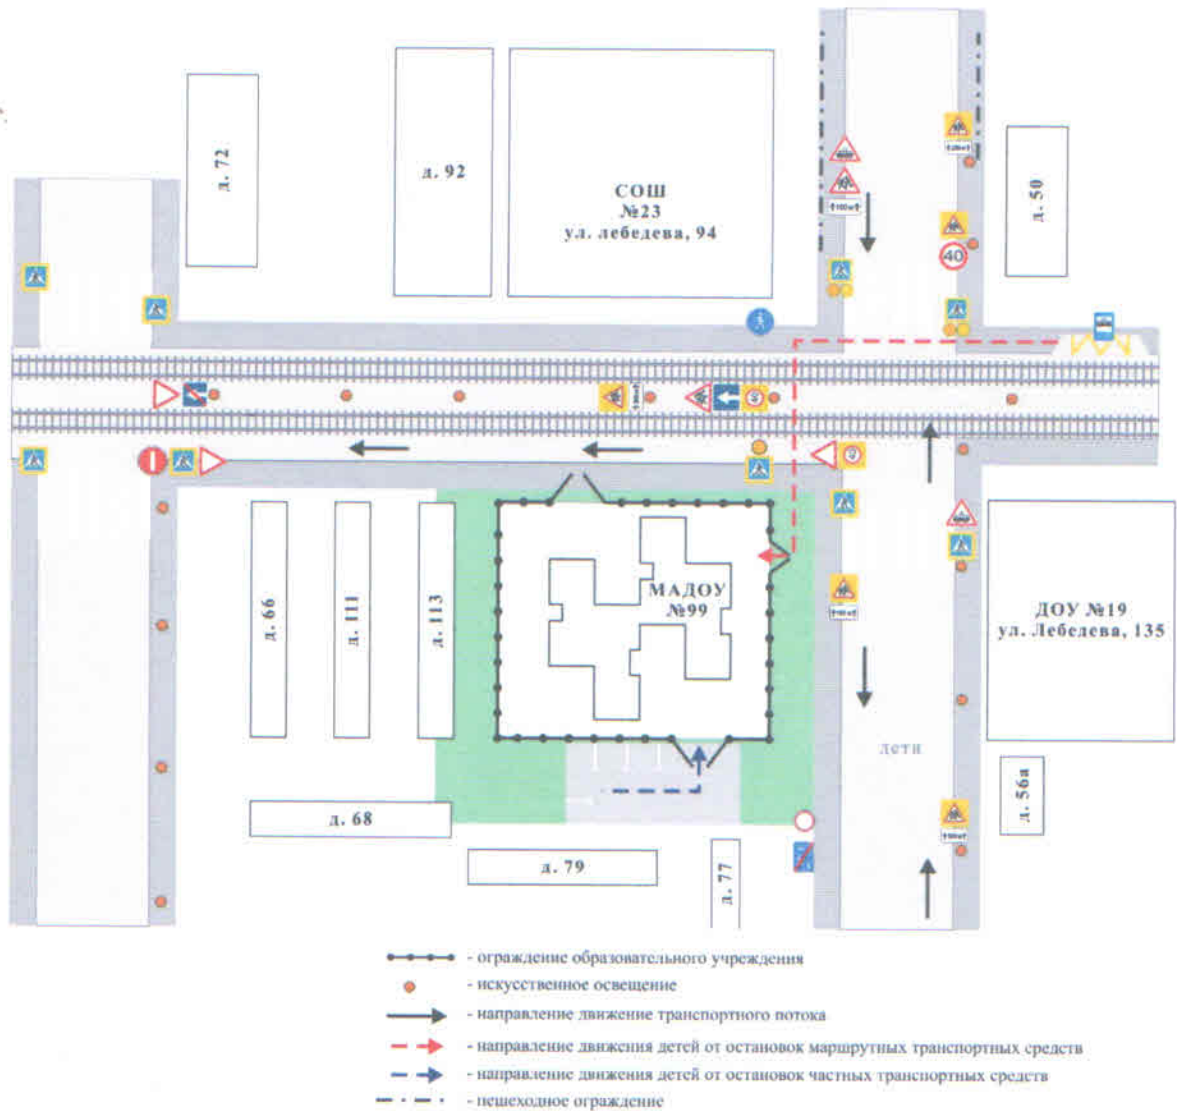 д. 72
д. 92
СОШ
№23
ул. лебедева, 94
д. 50
40
д. 66
д. 111
д. 113
МАДОУ
№99
ДОУ №19
ул. Лебедева, 135
дети
д. 56а
д. 68
д. 79
д. 77
- ограждение образовательного учреждения
- искусственное освещение
- направление движение транспортного потока
- направление движения детей от остановок маршрутных транспортных средств
- направление движения детей от остановок частных транспортных средств
- пешеходное ограждение